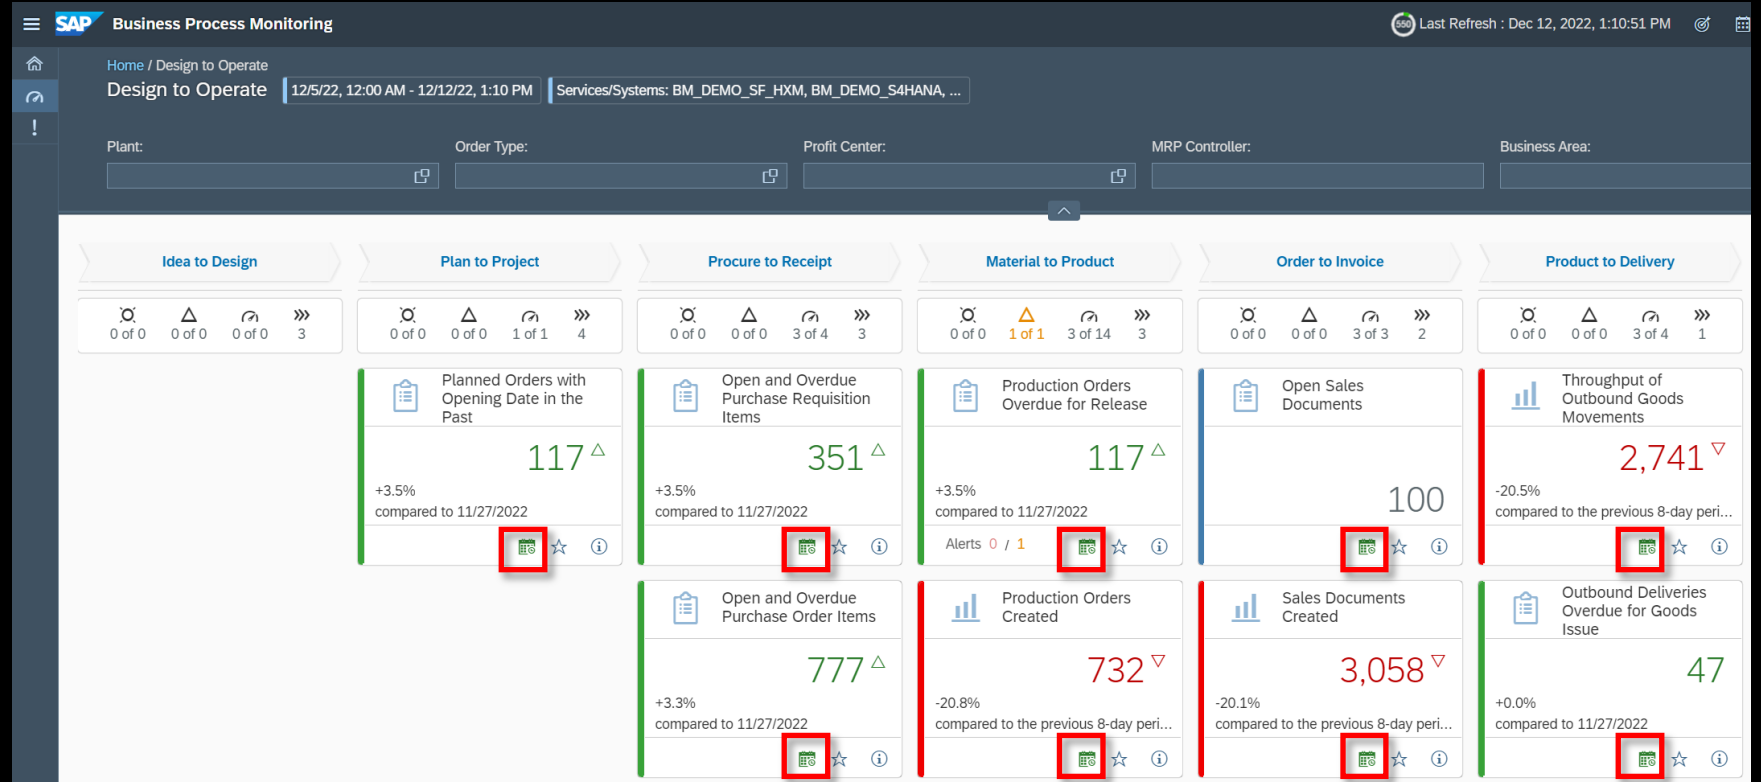 SAP Business Process Monitoring
550 Last Refresh : Dec 12, 2022, 1:10:51 PM
Home / Design to Operate
Design to Operate
12/5/22, 12:00 AM - 12/12/22, 1:10 PM
Services/Systems: BM_DEMO_SF_HXM, BM_DEMO_S4HANA, ...
Plant:
Order Type:
Profit Center:
MRP Controller:
Business Area:
Idea to Design
Plan to Project
Procure to Receipt
Material to Product
Order to Invoice
Product to Delivery
0 of 0
0 of 0
0 of 0
3
0 of 0
0 of 0
1 of 1
4
0 of 0
0 of 0
3 of 4
3
0 of 0
1 of 1
3 of 14
3
0 of 0
0 of 0
3 of 3
2
0 of 0
0 of 0
3 of 4
1
Planned Orders with
Opening Date in the
Past
117
+3.5%
compared to 11/27/2022
Open and Overdue
Purchase Requisition
Items
351
+3.5%
compared to 11/27/2022
Production Orders
Overdue for Release
117
+3.5%
compared to 11/27/2022
Alerts 0 / 1
Open Sales
Documents
100
Throughput of
Outbound Goods
Movements
2,741
-20.5%
compared to the previous 8-day peri...
Open and Overdue
Purchase Order Items
777
+3.3%
compared to 11/27/2022
Production Orders
Created
732
-20.8%
compared to the previous 8-day peri...
Sales Documents
Created
3,058
-20.1%
compared to the previous 8-day peri...
Outbound Deliveries
Overdue for Goods
Issue
47
+0.0%
compared to 11/27/2022